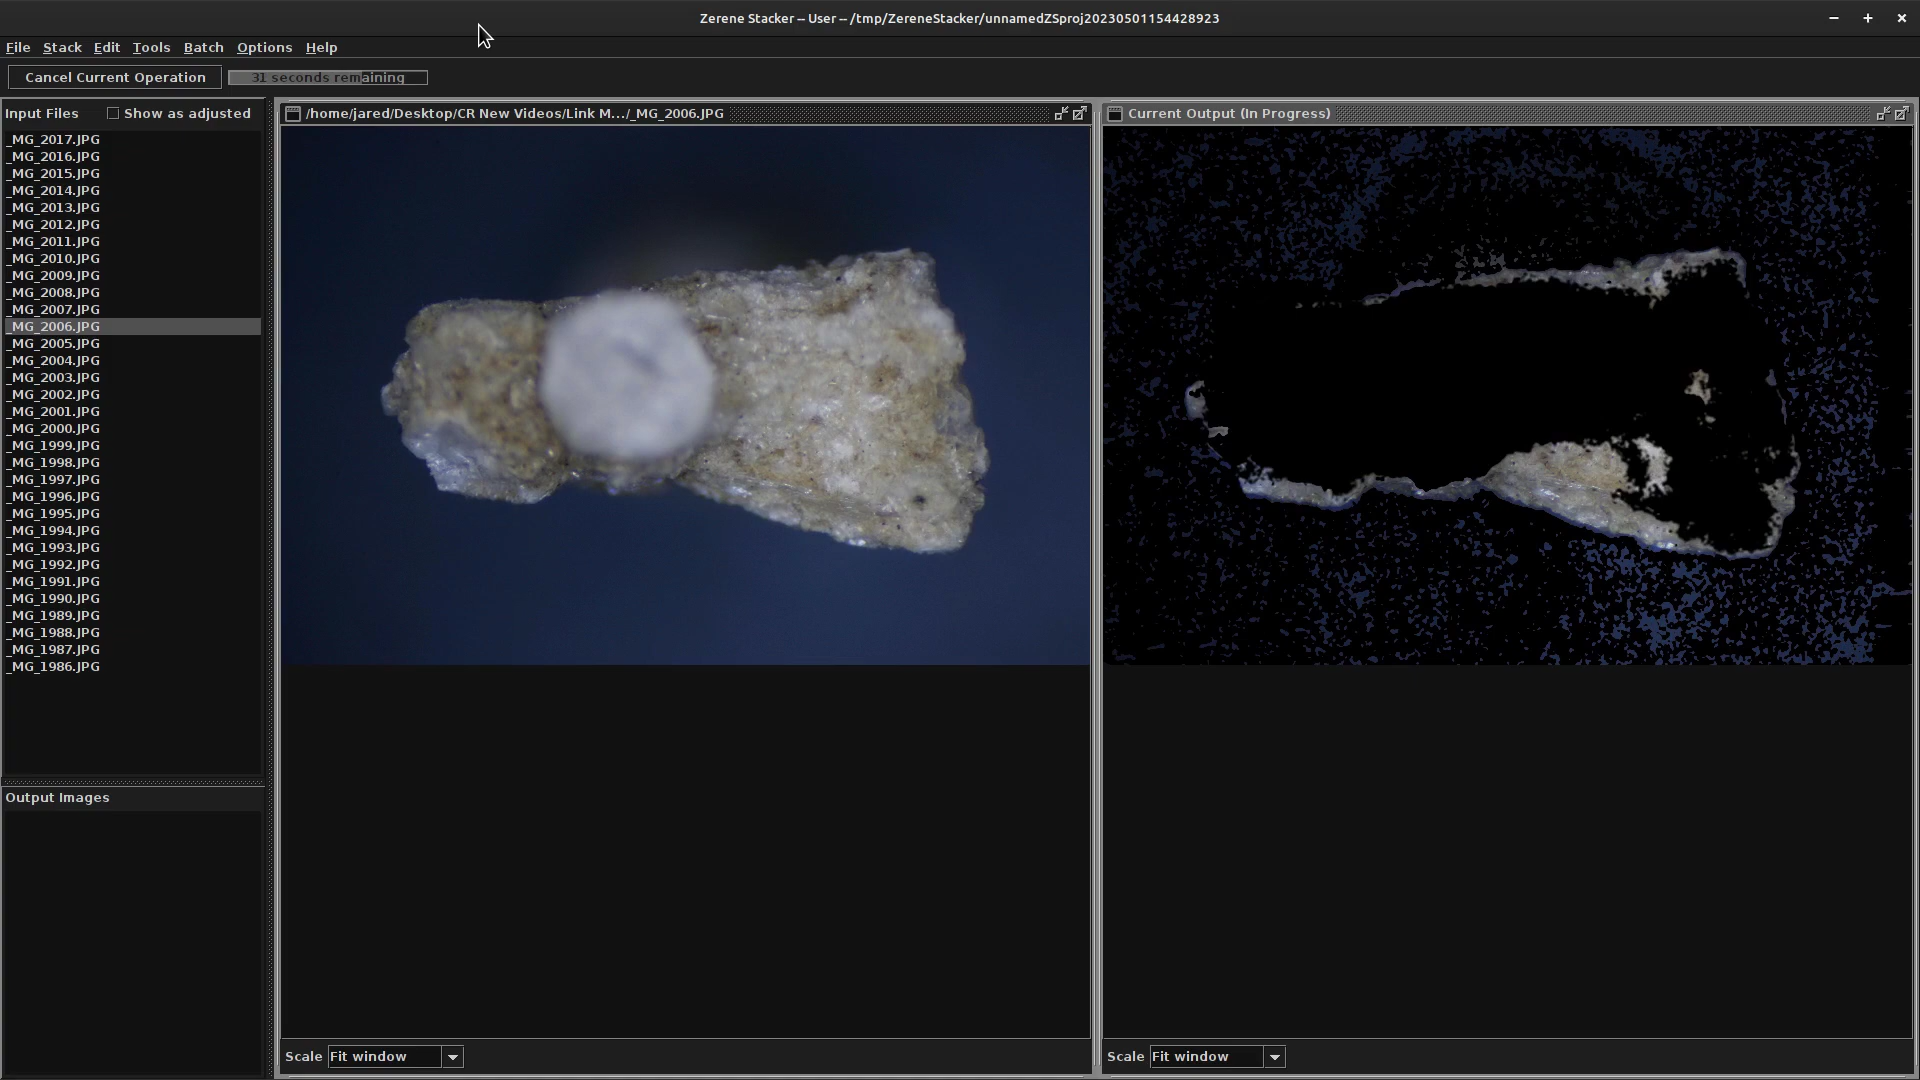 Zerene Stacker -- User -- /tmp/ZereneStacker/unnamedZSproj20230501154428923
File Stack Edit Tools Batch Options Help
Cancel Current Operation 31 seconds remaining
Input Files Show as adjusted
_MG_2017.JPG
_MG_2016.JPG
_MG_2015.JPG
_MG_2014.JPG
_MG_2013.JPG
_MG_2012.JPG
_MG_2011.JPG
_MG_2010.JPG
_MG_2009.JPG
_MG_2008.JPG
_MG_2007.JPG
_MG_2006.JPG
_MG_2005.JPG
_MG_2004.JPG
_MG_2003.JPG
_MG_2002.JPG
_MG_2001.JPG
_MG_2000.JPG
_MG_1999.JPG
_MG_1998.JPG
_MG_1997.JPG
_MG_1996.JPG
_MG_1995.JPG
_MG_1994.JPG
_MG_1993.JPG
_MG_1992.JPG
_MG_1991.JPG
_MG_1990.JPG
_MG_1989.JPG
_MG_1988.JPG
_MG_1987.JPG
_MG_1986.JPG
Output Images
/home/jared/Desktop/CR New Videos/Link M.../_MG_2006.JPG
Scale Fit window
Current Output (In Progress)
Scale Fit window